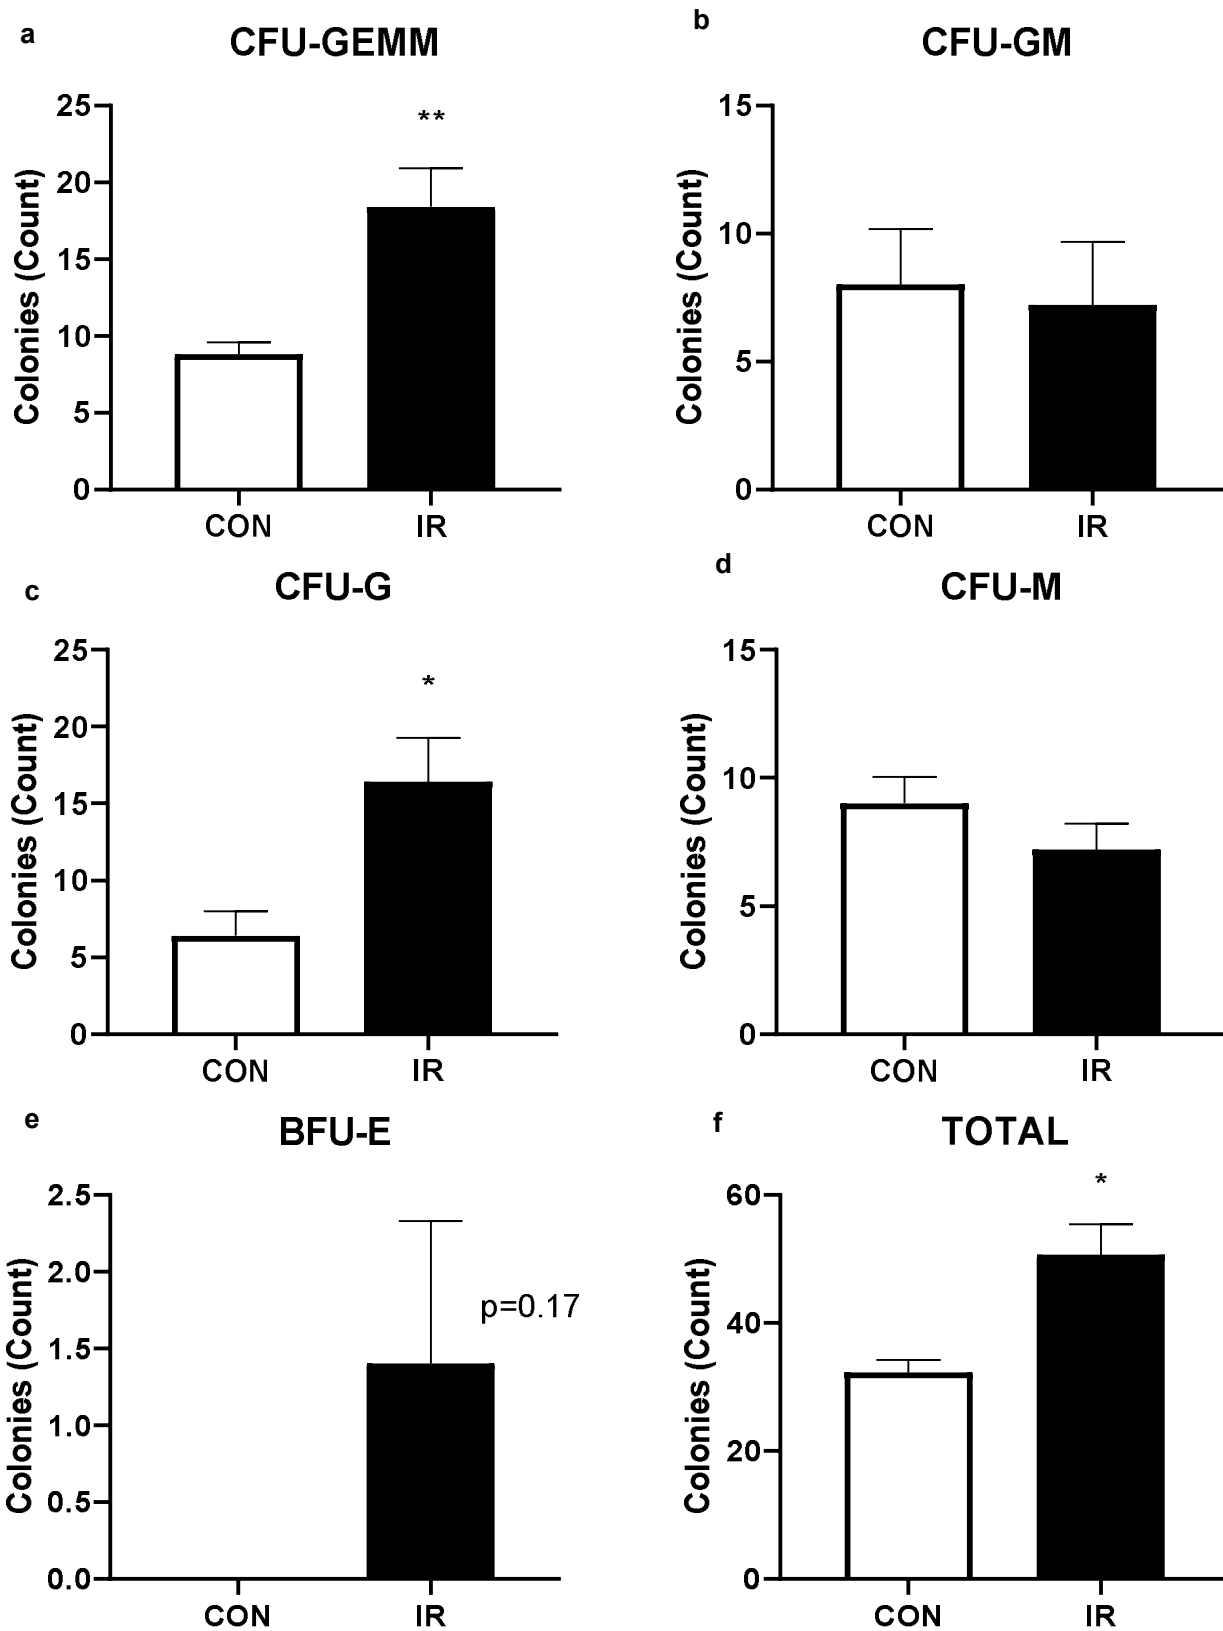 a
CFU-GEMM
Colonies (Count)
25
20
15
10
5
0
**
CON
IR
b
CFU-GM
Colonies (Count)
15
10
5
0
CON
IR
c
CFU-G
Colonies (Count)
25
20
15
10
5
0
*
CON
IR
d
CFU-M
Colonies (Count)
15
10
5
0
CON
IR
e
BFU-E
Colonies (Count)
2.5
2.0
1.5
1.0
0.5
0.0
p=0.17
CON
IR
f
TOTAL
Colonies (Count)
60
40
20
0
*
CON
IR